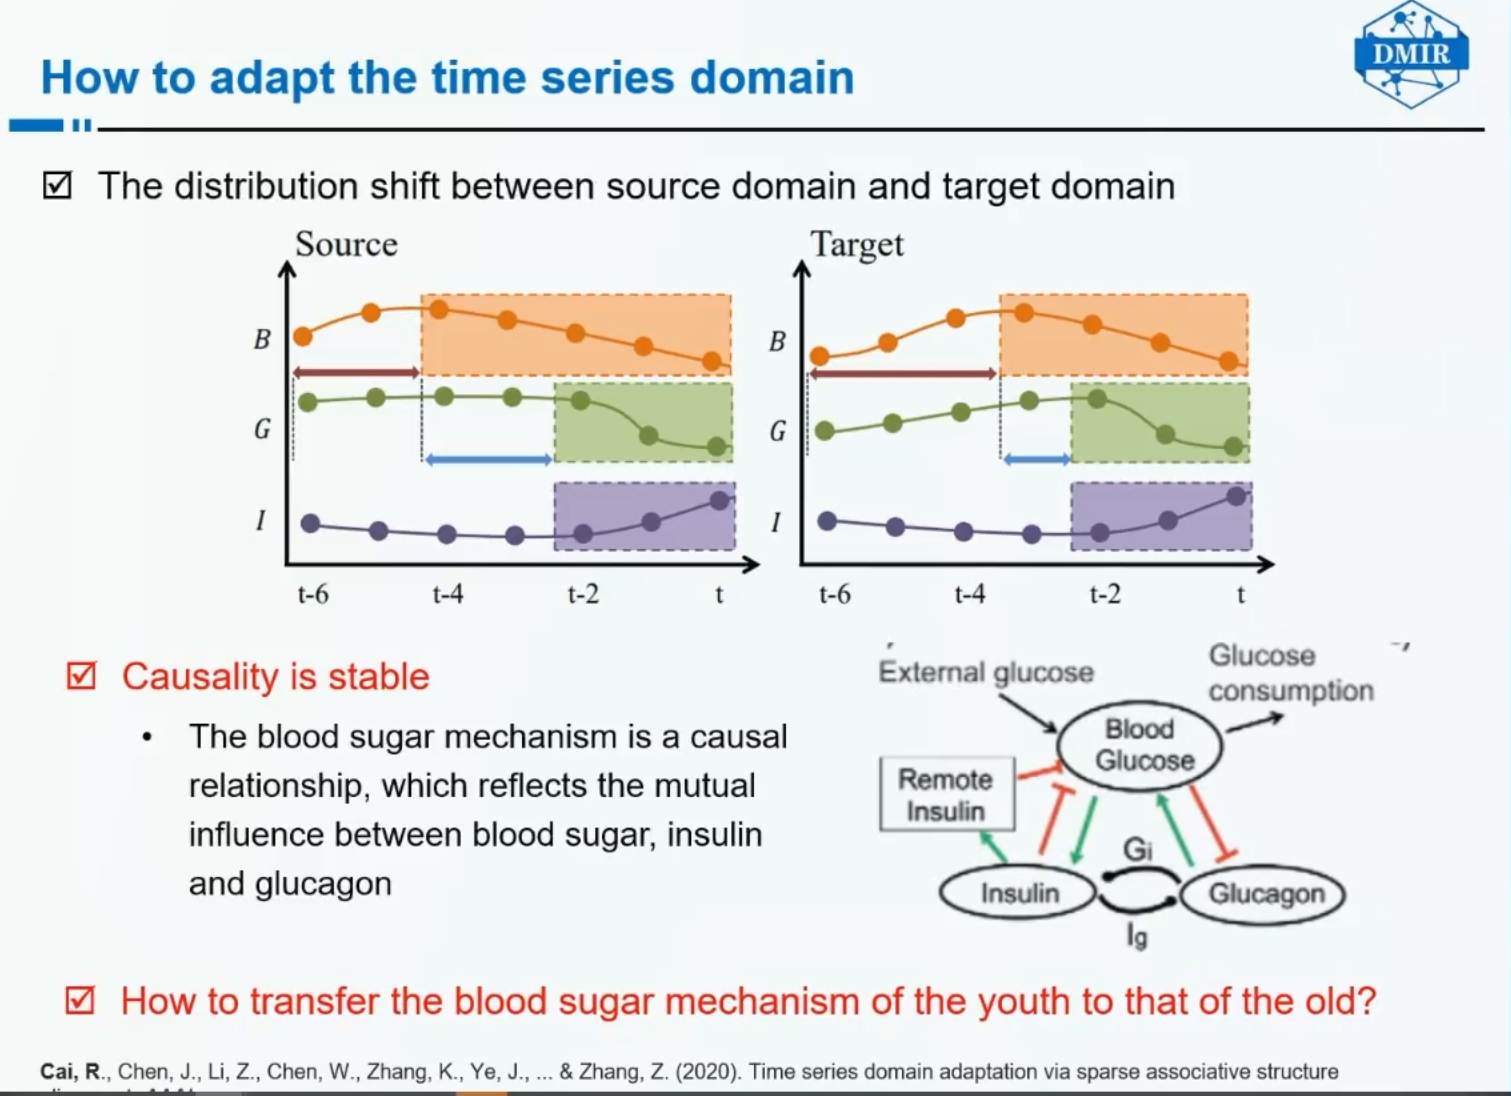 DMIR
How to adapt the time series domain
The distribution shift between source domain and target domain
Source
B
G
I
t-6 t-4 t-2 t
Target
B
G
I
t-6 t-4 t-2 t
Causality is stable
• The blood sugar mechanism is a causal
relationship, which reflects the mutual
influence between blood sugar, insulin
and glucagon
External glucose
Glucose
consumption
Blood
Glucose
Remote
Insulin
Gi
Insulin
Glucagon
Ig
How to transfer the blood sugar mechanism of the youth to that of the old?
Cai, R., Chen, J., Li, Z., Chen, W., Zhang, K., Ye, J., ... & Zhang, Z. (2020). Time series domain adaptation via sparse associative structure